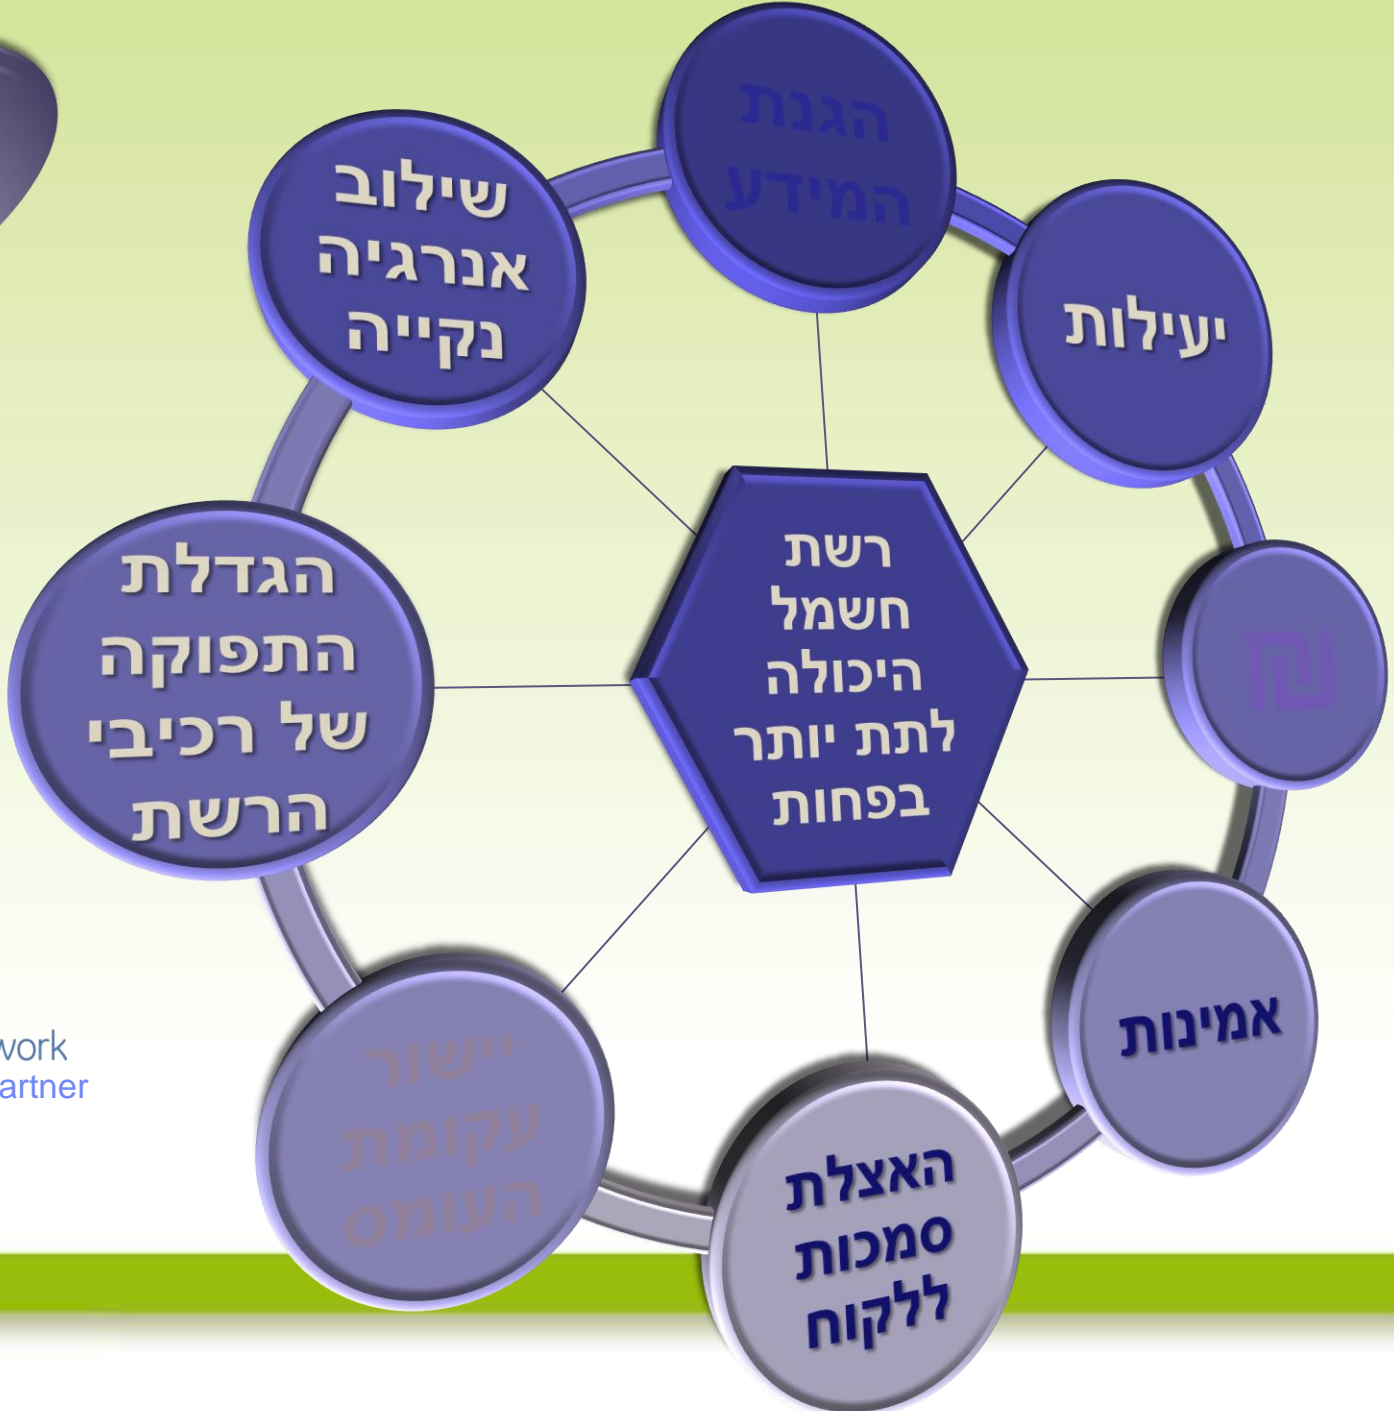 הגנת
המידע
יעילות
₪
אמינות
האצלת
סמכות
ללקוח
יישור
עקומת
העומס
הגדלת
התפוקה
של רכיבי
הרשת
שילוב
אנרגיה
נקייה
רשת
חשמל
היכולה
לתת יותר
בפחות
work
artner